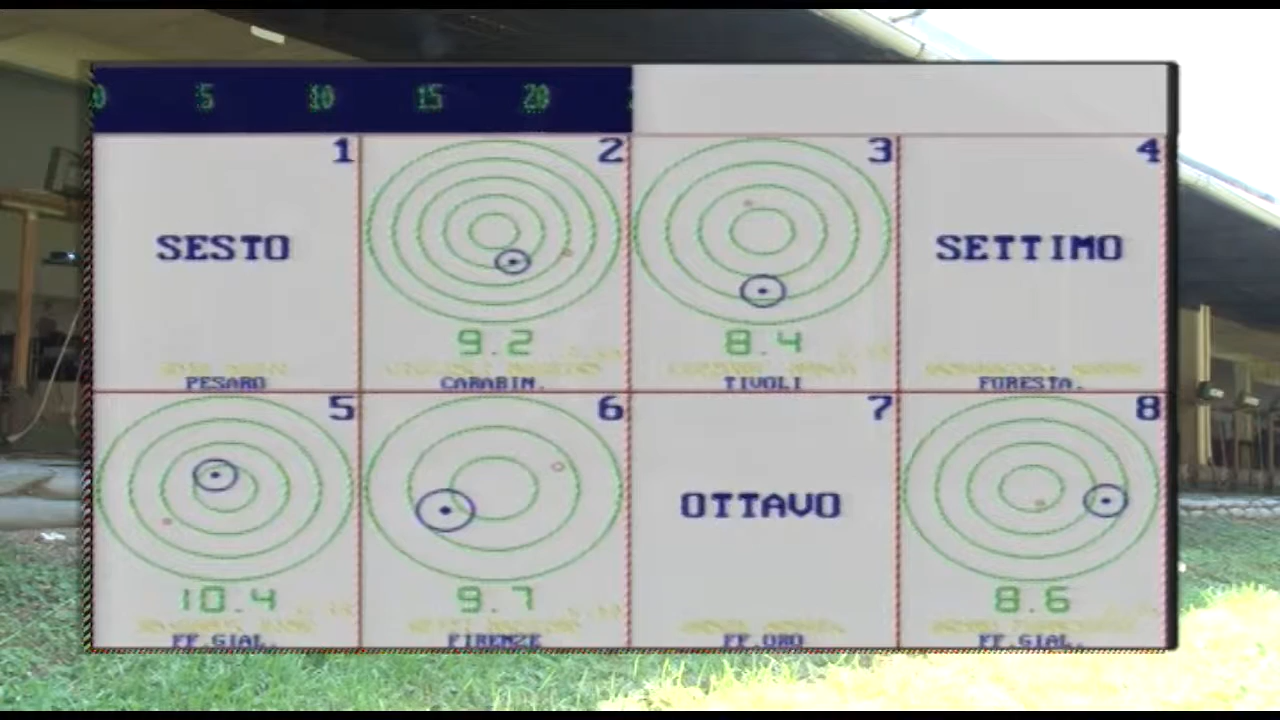 0 5 10 15 20
1
SESTO
PESARO
2
9.2
CARABIN.
3
8.4
TIVOLI
4
SETTIMO
FORESTA.
5
10.4
FF.GIAL.
6
9.7
FIRENZE
7
OTTAVO
FF.ORO
8
8.6
FF.GIAL.